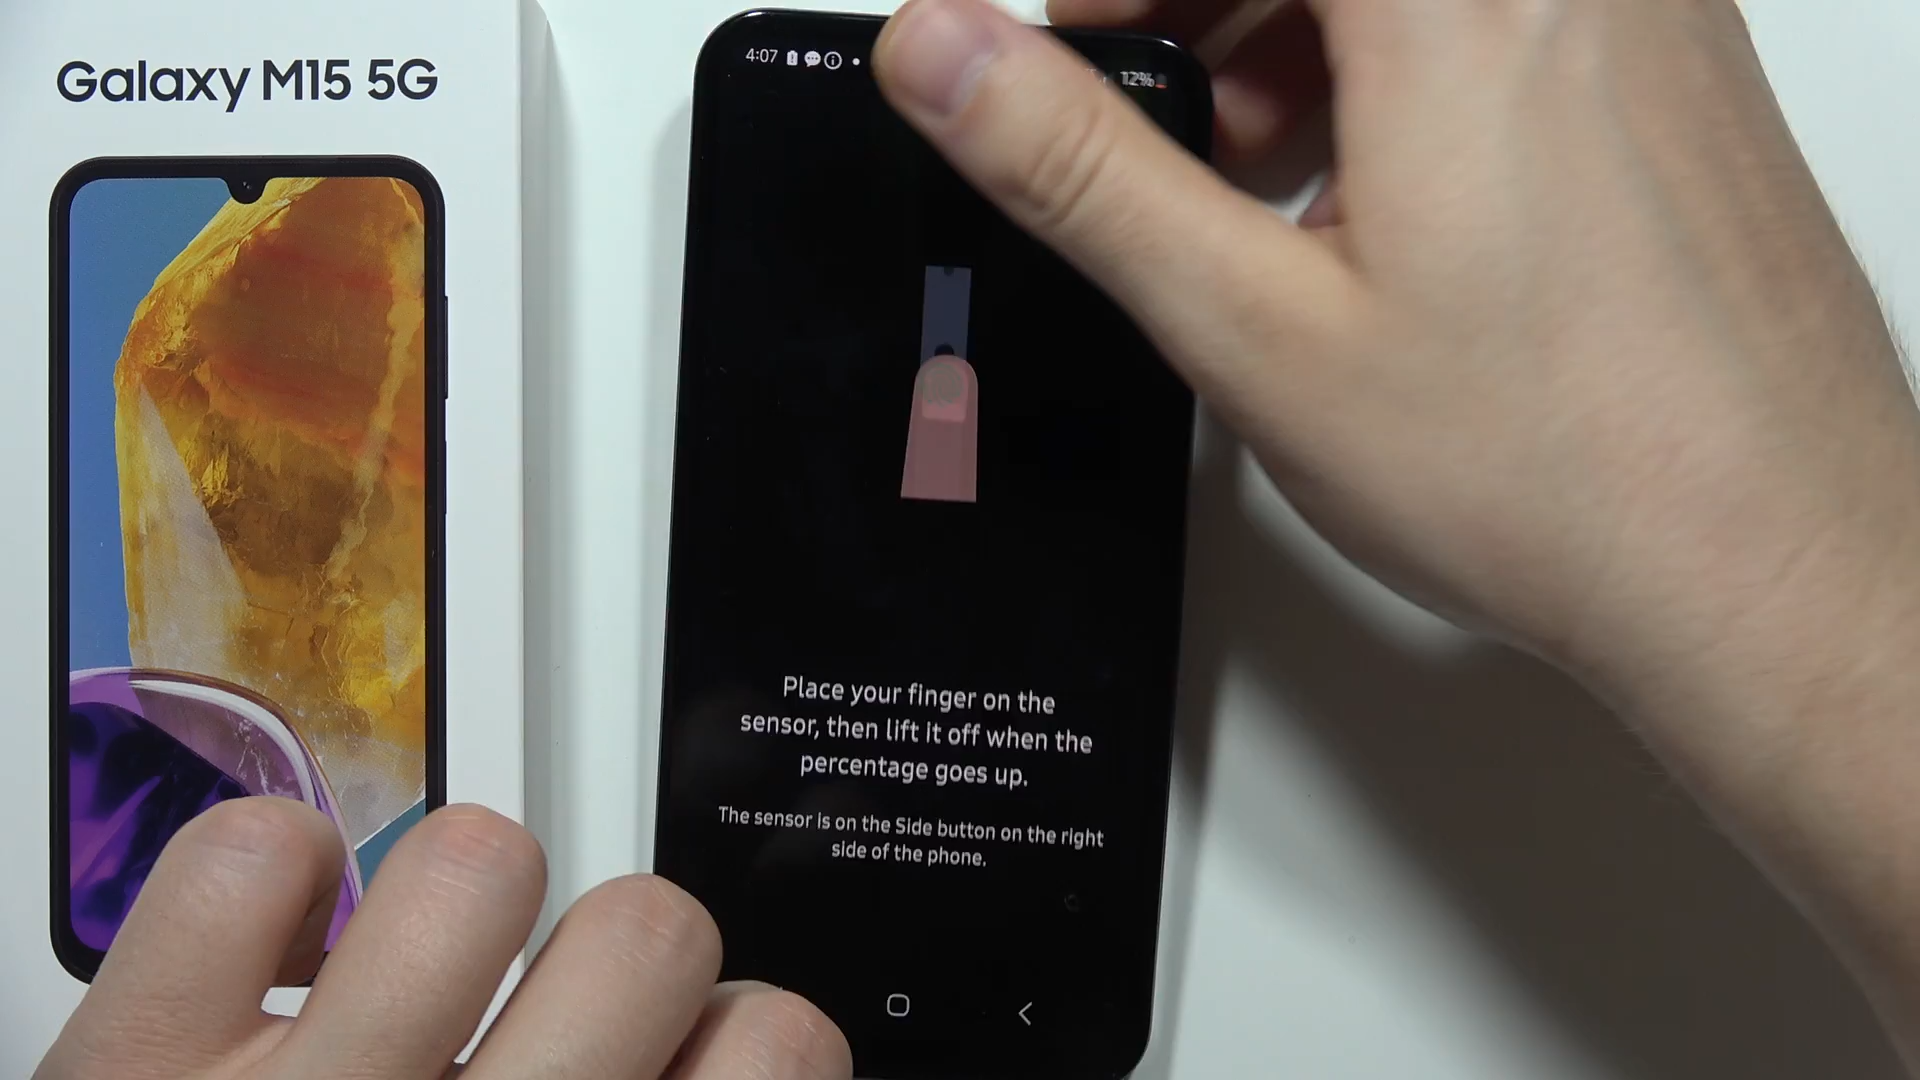 Galaxy M15 5G
4:07
12%
Place your finger on the
sensor, then lift it off when the
percentage goes up.
The sensor is on the Side button on the right
side of the phone.